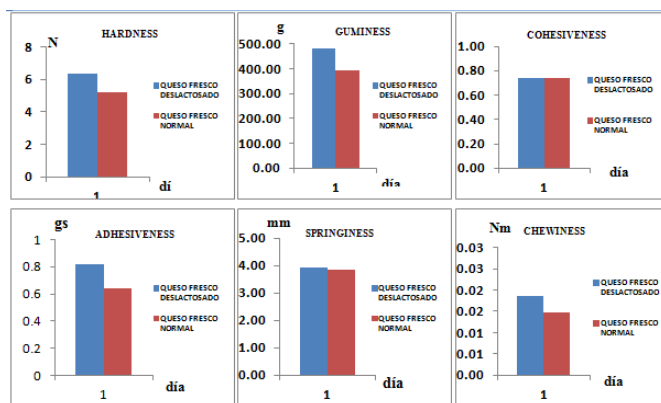 HARDNESS
N
8
6
4
2
0
1
dí
QUESO FRESCO
DESLACTOSADO
QUESO FRESCO
NORMAL
GUMINESS
g
500.00
400.00
300.00
200.00
100.00
0.00
1
día
QUESO FRESCO
DESLACTOSADO
QUESO FRESCO
NORMAL
COHESIVENESS
1.00
0.80
0.60
0.40
0.20
0.00
1
día
QUESO FRESCO
DESLACTOSADO
QUESO FRESCO
NORMAL
gs
ADHESIVENESS
1
0.8
0.6
0.4
0.2
0
1
día
QUESO FRESCO
DESLACTOSADO
QUESO FRESCO
NORMAL
mm
SPRINGINESS
5.00
4.00
3.00
2.00
1.00
0.00
1
día
QUESO FRESCO
DESLACTOSADO
QUESO FRESCO
NORMAL
Nm
CHEWINESS
0.03
0.03
0.02
0.02
0.01
0.01
0.00
1
día
QUESO FRESCO
DESLACTOSADO
QUESO FRESCO
NORMAL